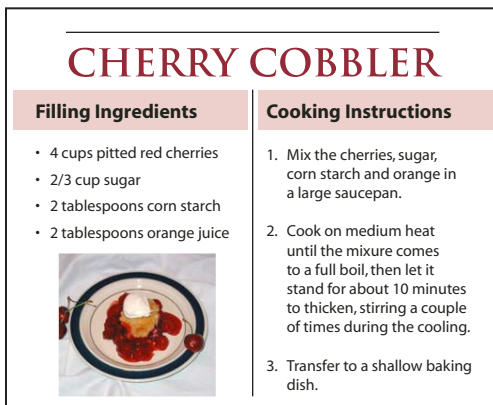 CHERRY COBBLER
Filling Ingredients
• 4 cups pitted red cherries
• 2/3 cup sugar
• 2 tablespoons corn starch
• 2 tablespoons orange juice
Cooking Instructions
1. Mix the cherries, sugar,
corn starch and orange in
a large saucepan.
2. Cook on medium heat
until the mixure comes
to a full boil, then let it
stand for about 10 minutes
to thicken, stirring a couple
of times during the cooling.
3. Transfer to a shallow baking
dish.